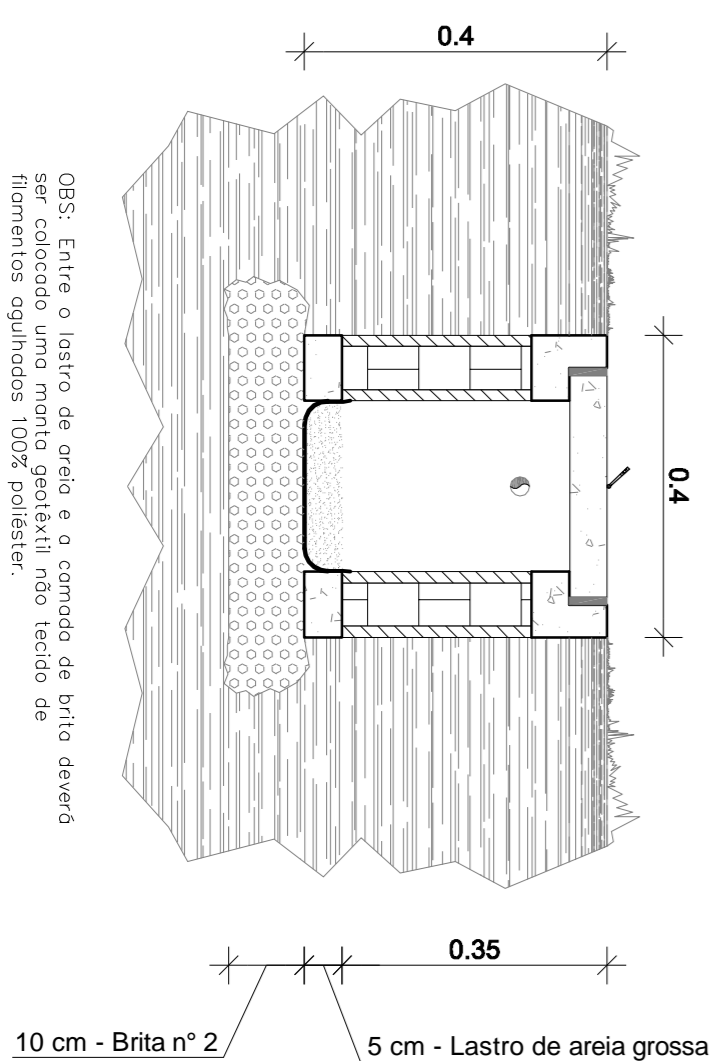 0.4
0.4
0.35
10 cm - Brita n° 2
5 cm - Lastro de areia grossa
OBS: Entre o lastro de areia e a camada de brita deverá
ser colocado uma manta geotêxtil não tecido de
filamentos agulhados 100% poliéster.